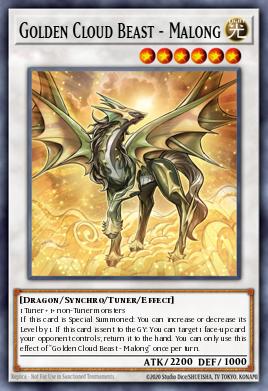 GOLDEN CLOUD BEAST - MALONG
LIGHT
光
[DRAGON/SYNCHRO/TUNER/EFFECT]
1 Tuner + 1+ non-Tuner monsters
If this card is Special Summoned: You can increase or decrease its
level by 1. If this card is sent to the GY: You can target 1 face-up card
your opponent controls; return it to the hand. You can only use this
effect of "Golden Cloud Beast - Malong" once per turn.
ATK/2200 DEF/1000
Replica - Not For Use in Sanctioned Tournaments
©2020 Studio Dice/SHUEISHA, TV TOKYO, KONAMI